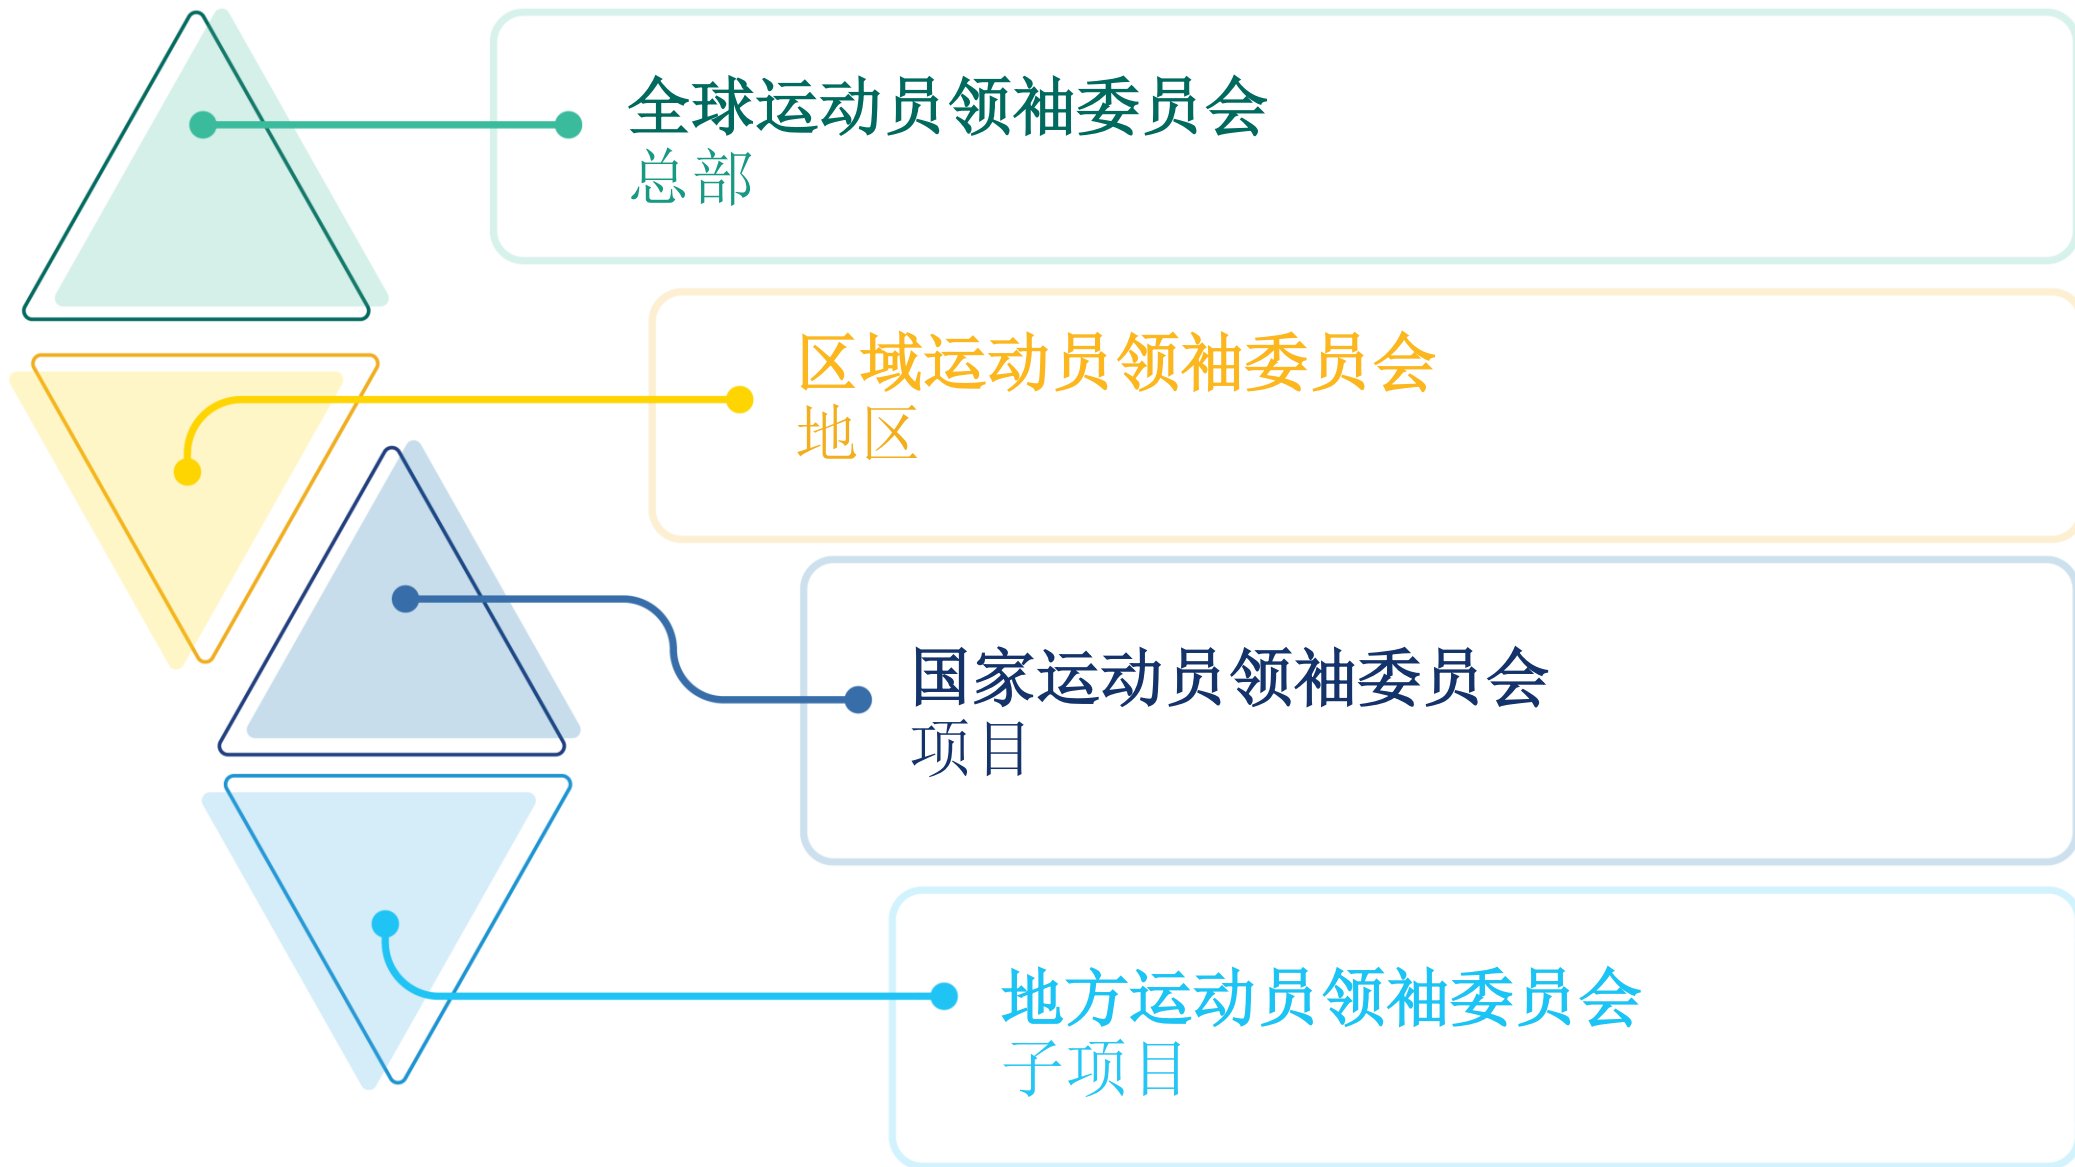 全球运动员领袖委员会
总部
区域运动员领袖委员会
地区
国家运动员领袖委员会
项目
地方运动员领袖委员会
子项目